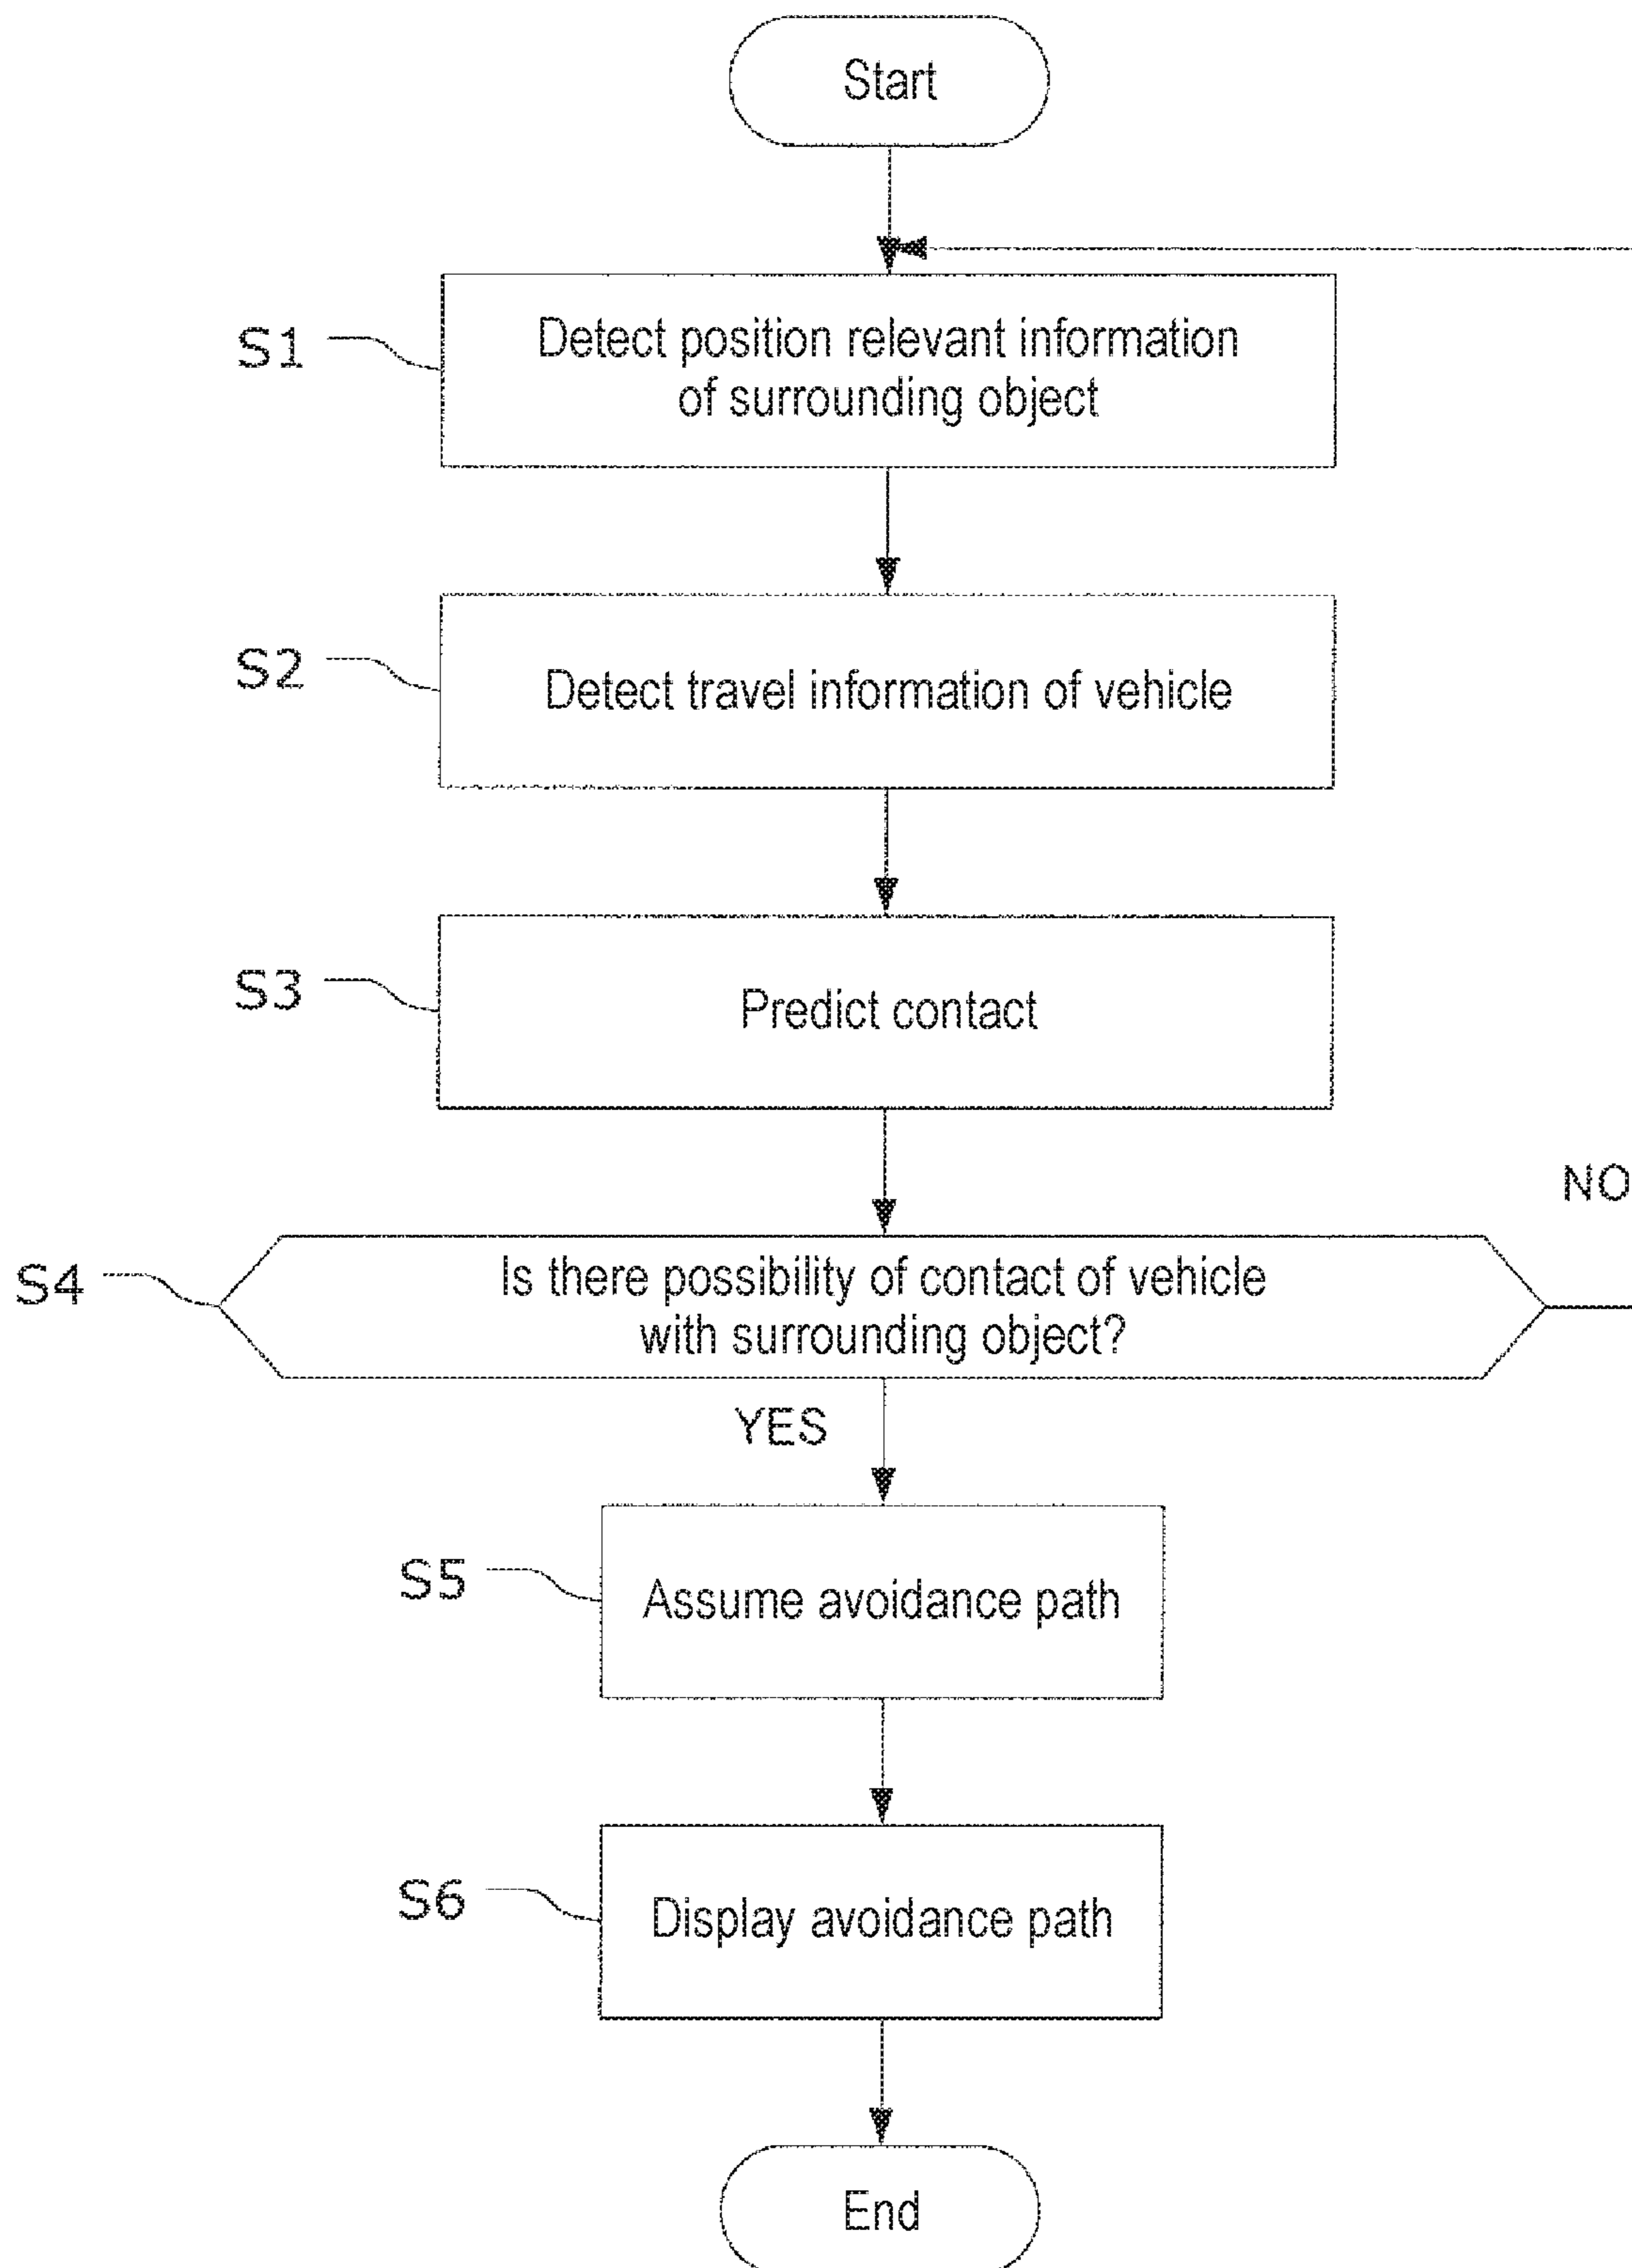 Start
S1
Detect position relevant information
of surrounding object
S2
Detect travel information of vehicle
S3
Predict contact
NO
S4
Is there possibility of contact of vehicle
with surrounding object?
YES
S5
Assume avoidance path
S6
Display avoidance path
End